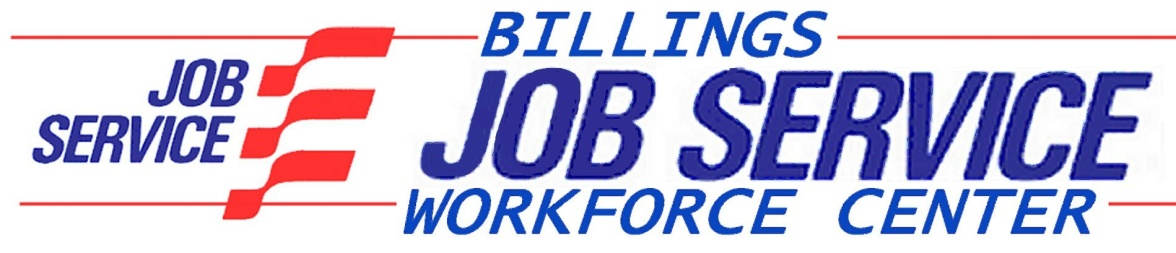 JOB
SERVICE
BILLINGS
JOB SERVICE
WORKFORCE CENTER